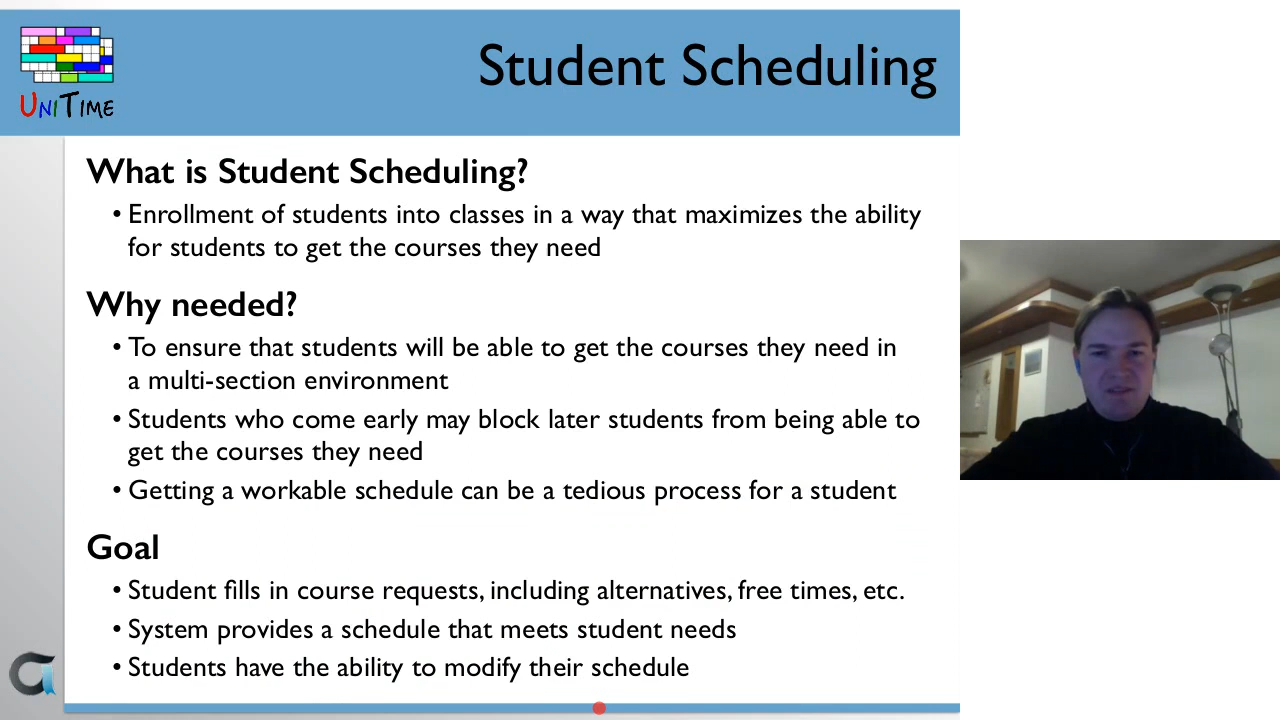 UniTime
Student Scheduling
What is Student Scheduling?
• Enrollment of students into classes in a way that maximizes the ability
for students to get the courses they need
Why needed?
• To ensure that students will be able to get the courses they need in
a multi-section environment
• Students who come early may block later students from being able to
get the courses they need
• Getting a workable schedule can be a tedious process for a student
Goal
• Student fills in course requests, including alternatives, free times, etc.
• System provides a schedule that meets student needs
• Students have the ability to modify their schedule